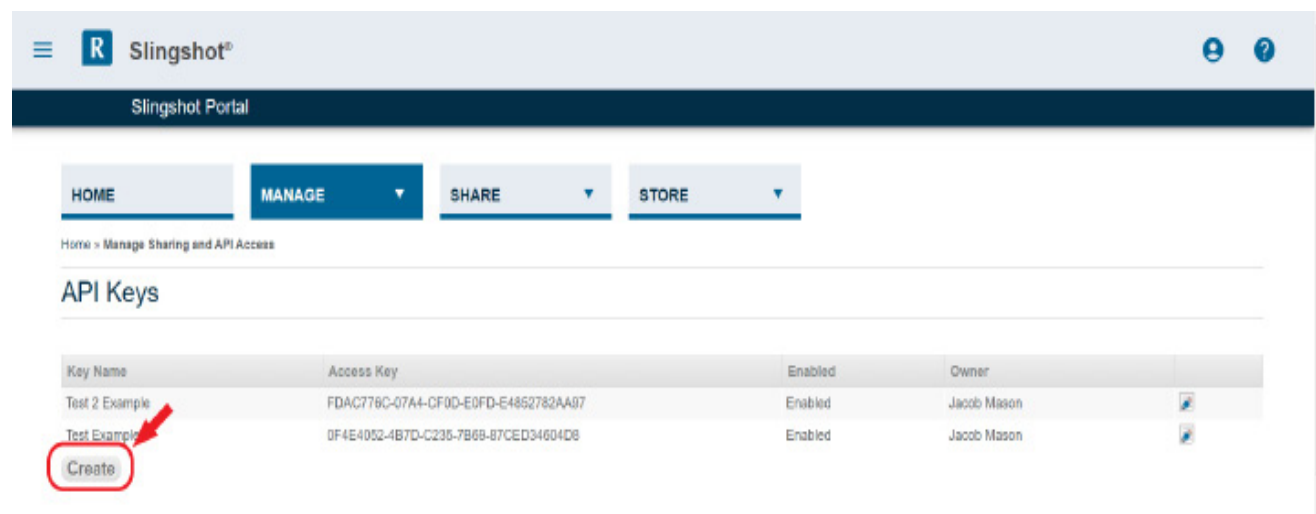 R Slingshot®
Slingshot Portal
HOME MANAGE ▼ SHARE ▼ STORE ▼
Home » Manage Sharing and API Access
API Keys
Key Name Access Key Enabled Owner
Test 2 Example FDAC776C-07A4-CF0D-E0FD-E4852782AA97 Enabled Jacob Mason
Test Example 0F4E4052-4B7D-C235-7B69-87CED34604D8 Enabled Jacob Mason
Create